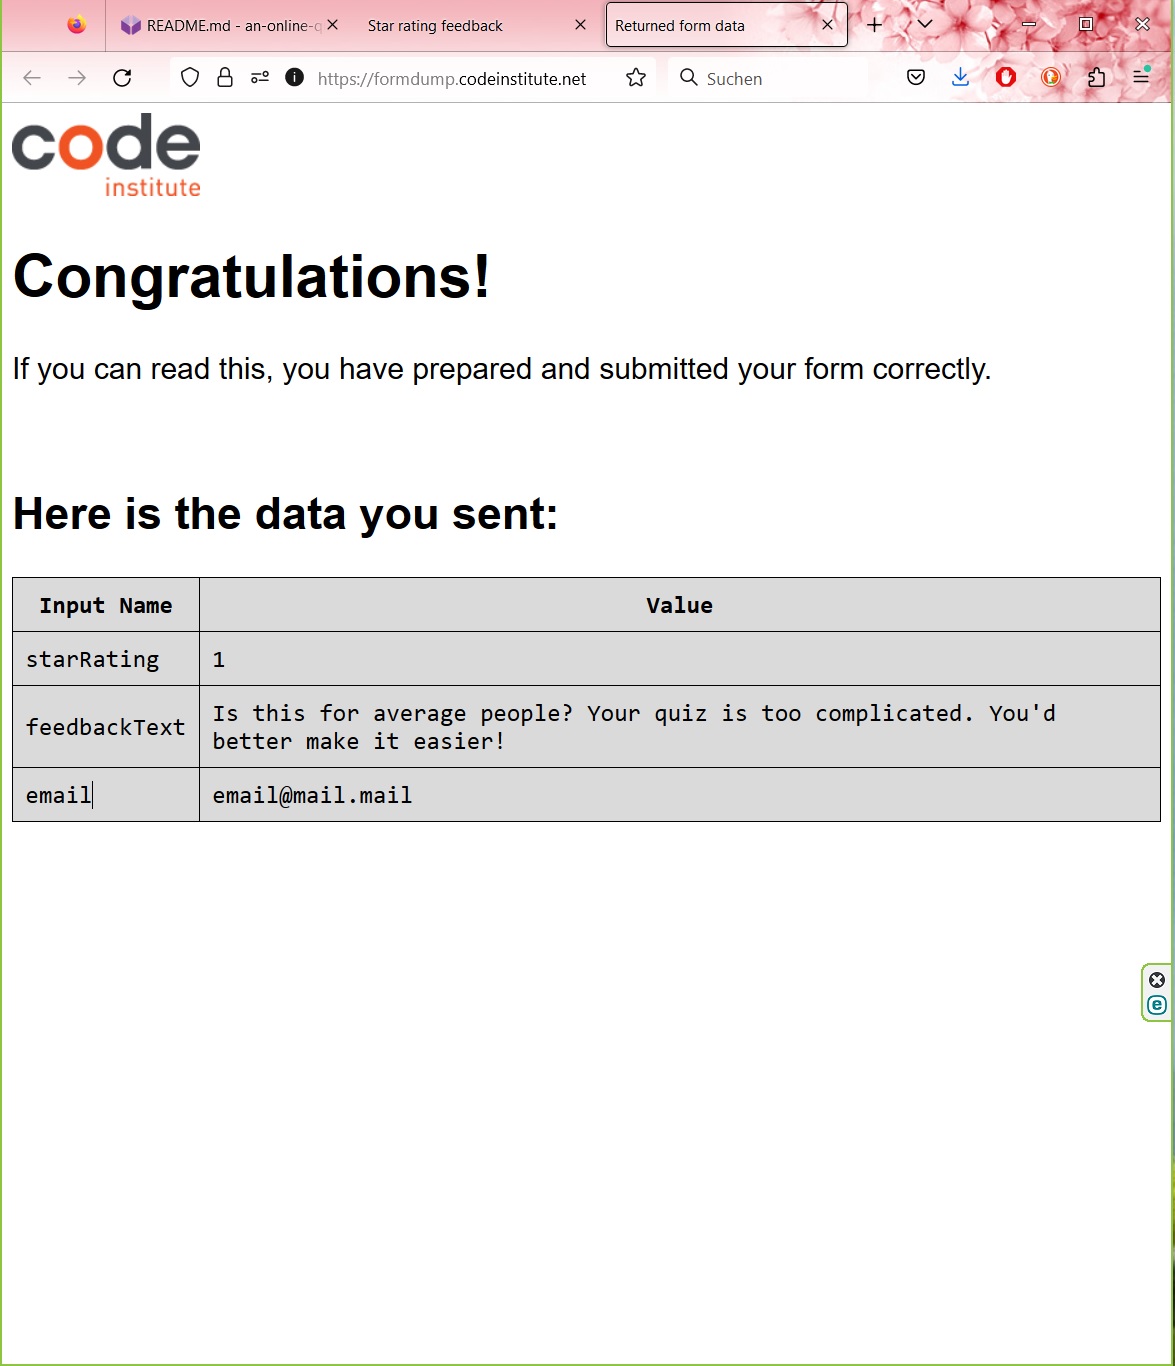 README.md - an-online-q
Star rating feedback
Returned form data
https://formdump.codeinstitute.net
Suchen
code
institute
Congratulations!
If you can read this, you have prepared and submitted your form correctly.
Here is the data you sent:
Input Name Value
starRating 1
feedbackText Is this for average people? Your quiz is too complicated. You'd
better make it easier!
email email@mail.mail